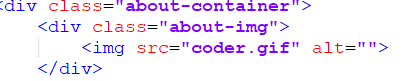 <div class="about-container">
<div class="about-img">
<img src="coder.gif" alt="">
</div>